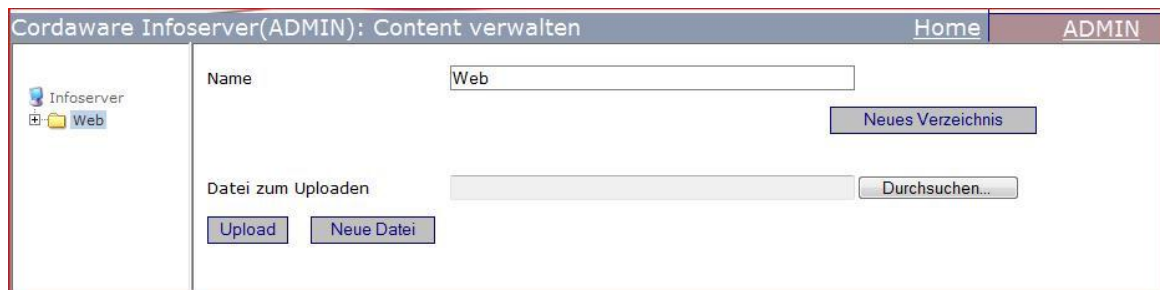 Cordaware Infoserver(ADMIN): Content verwalten Home ADMIN
Infoserver
Web
Name Web
Neues Verzeichnis
Datei zum Uploaden Durchsuchen...
Upload Neue Datei